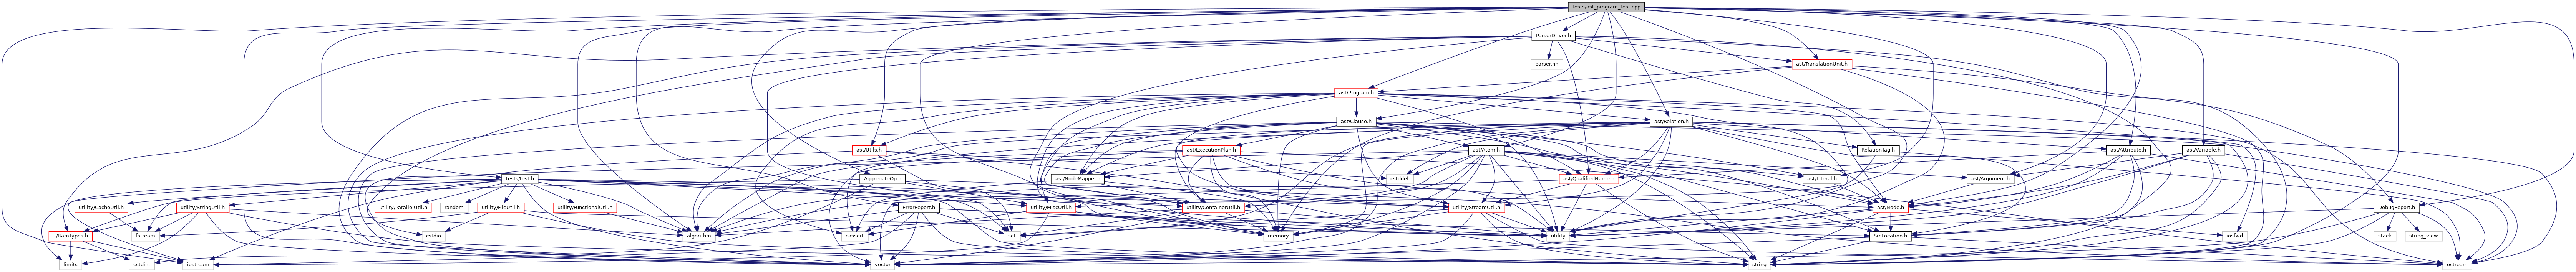 tests/ast_program_test.cpp
ParserDriver.h
parser.hh
ast/TranslationUnit.h
ast/Program.h
ast/Clause.h
ast/Relation.h
ast/Utils.h
ast/ExecutionPlan.h
ast/Atom.h
RelationTag.h
ast/Attribute.h
ast/Variable.h
tests/test.h
AggregateOp.h
ast/NodeMapper.h
cstddef
ast/QualifiedName.h
ast/Literal.h
ast/Argument.h
utility/CacheUtil.h
utility/StringUtil.h
utility/ParallelUtil.h
random
utility/FileUtil.h
utility/FunctionalUtil.h
ErrorReport.h
utility/MiscUtil.h
utility/ContainerUtil.h
utility/StreamUtil.h
ast/Node.h
DebugReport.h
../RamTypes.h
fstream
cstdio
algorithm
cassert
set
memory
utility
SrcLocation.h
iosfwd
stack
string_view
limits
cstdint
iostream
vector
string
ostream